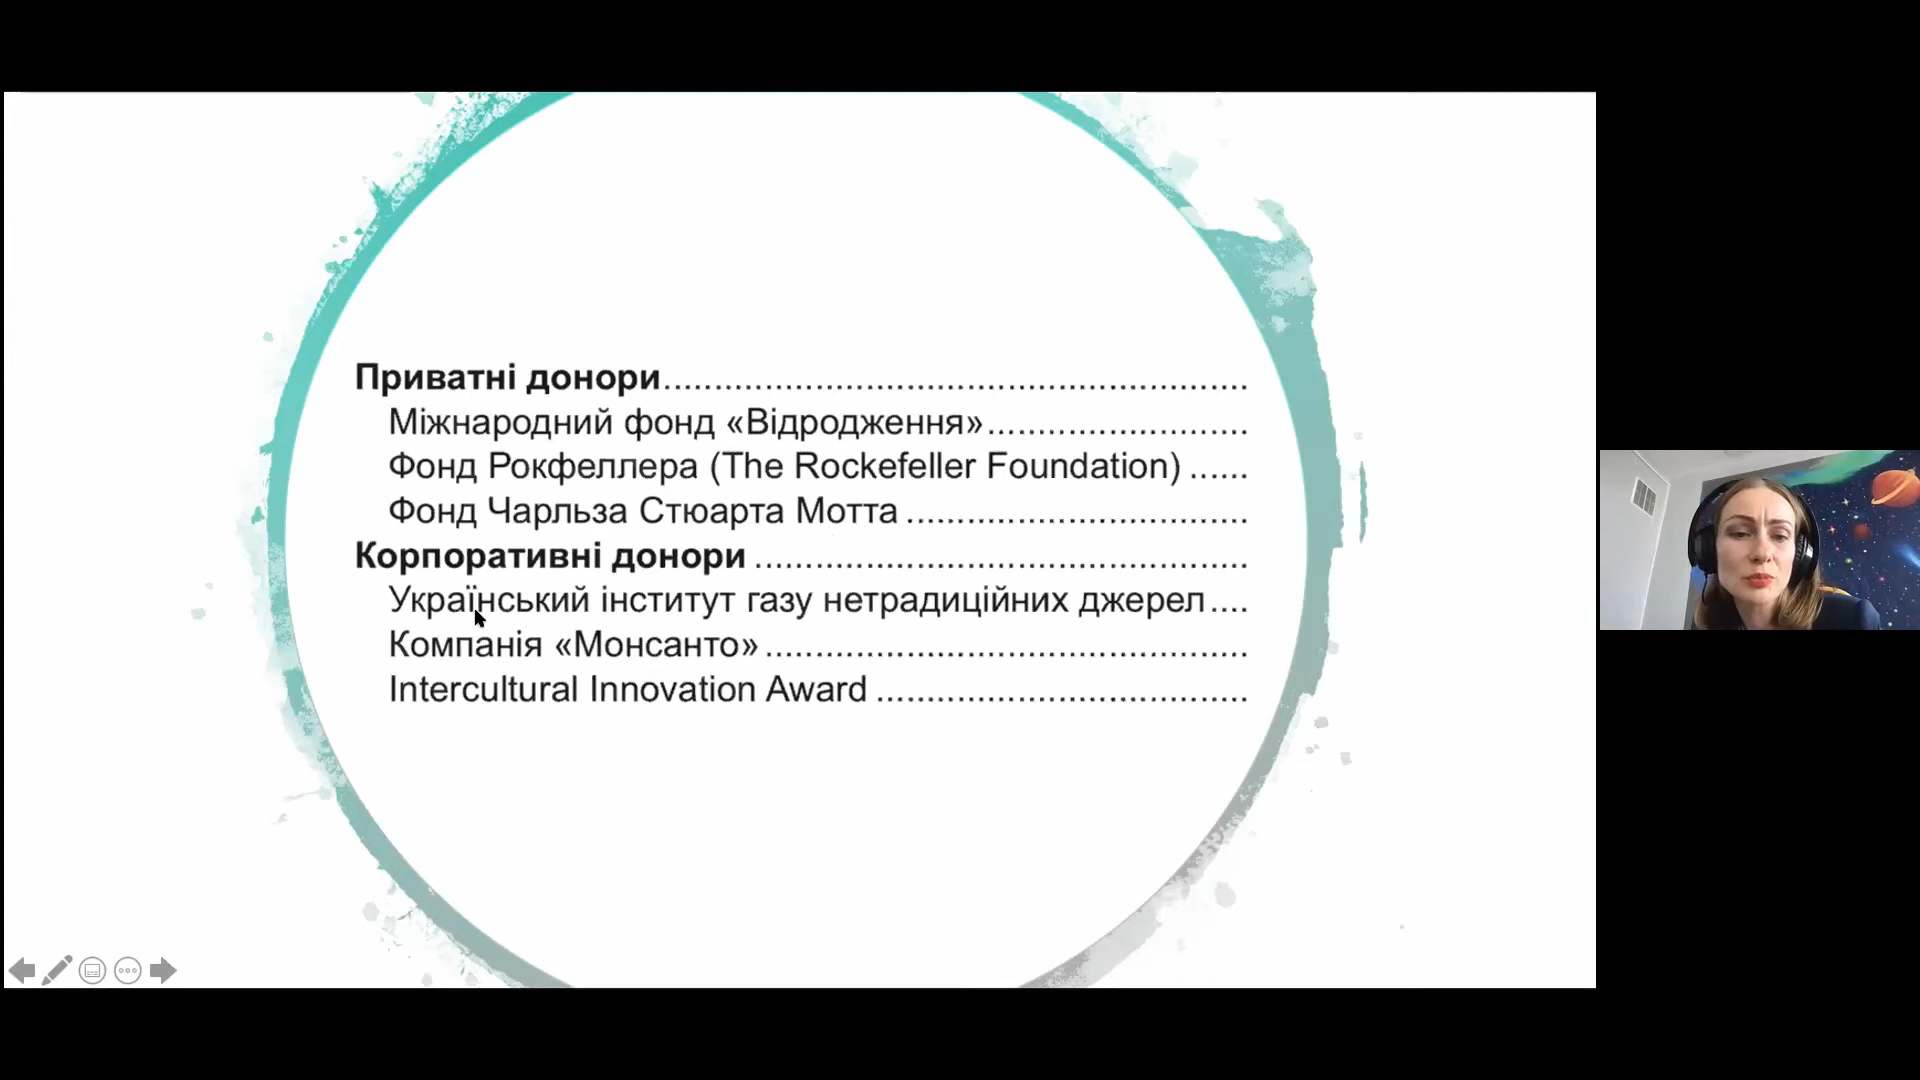 Приватні донори........................................................
Міжнародний фонд «Відродження»..........................
Фонд Рокфеллера (The Rockefeller Foundation) ......
Фонд Чарльза Стюарта Мотта ..................................
Корпоративні донори .................................................
Український інститут газу нетрадиційних джерел....
Компанія «Монсанто»................................................
Intercultural Innovation Award .....................................